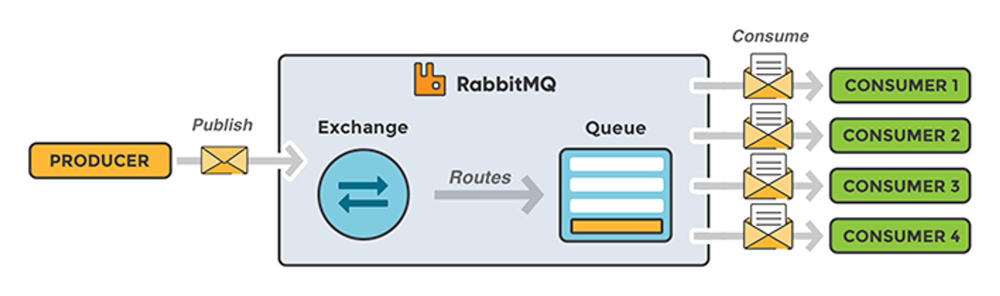 Consume
RabbitMQ
CONSUMER 1
Publish
Exchange
Queue
CONSUMER 2
PRODUCER
Routes
CONSUMER 3
CONSUMER 4